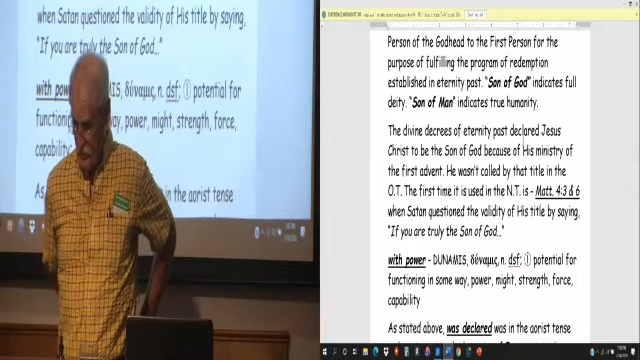 when Satan questioned the validity of His title by saying,
"If you are truly the Son of God…"
with power
MIS, δύναμις, n. dsf; ① potential for
functioning
way, power, might, strength, force,
capability
As
in the aorist tense
Person of the Godhead to the First Person for the
purpose of fulfilling the program of redemption
established in eternity past. "Son of God" indicates full
deity. "Son of Man" indicates true humanity.
The divine decrees of eternity past declared Jesus
Christ to be the Son of God because of His ministry of
the first advent. He wasn't called by that title in the
O.T. The first time it is used in the N.T. is - Matt. 4:3 & 6
when Satan questioned the validity of His title by saying,
"If you are truly the Son of God…"
with power - DUNAMIS, δύναμις, n. dsf; ① potential for
functioning in some way, power, might, strength, force,
capability
As stated above, was declared was in the aorist tense